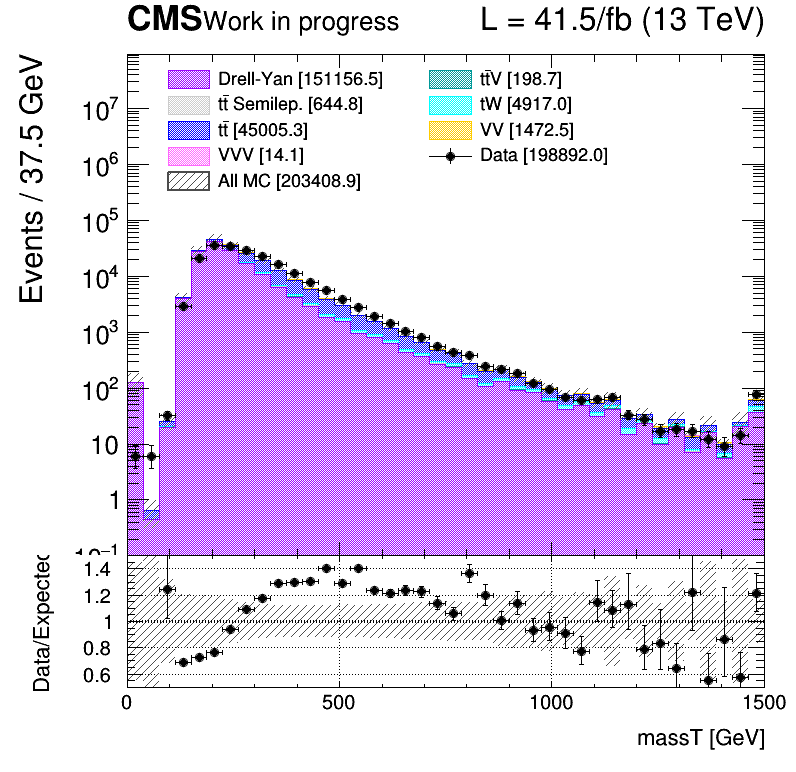 CMS Work in progress L = 41.5/fb (13 TeV)
Events / 37.5 GeV
Drell-Yan [151156.5]
tt̄ Semilep. [644.8]
tt̄ [45005.3]
VVV [14.1]
All MC [203408.9]
tt̄V [198.7]
tW [4917.0]
VV [1472.5]
Data [198892.0]
10⁷
10⁶
10⁵
10⁴
10³
10²
10
1
10⁻¹
Data/Expected
1.4
1.2
1
0.8
0.6
0 500 1000 1500
massT [GeV]